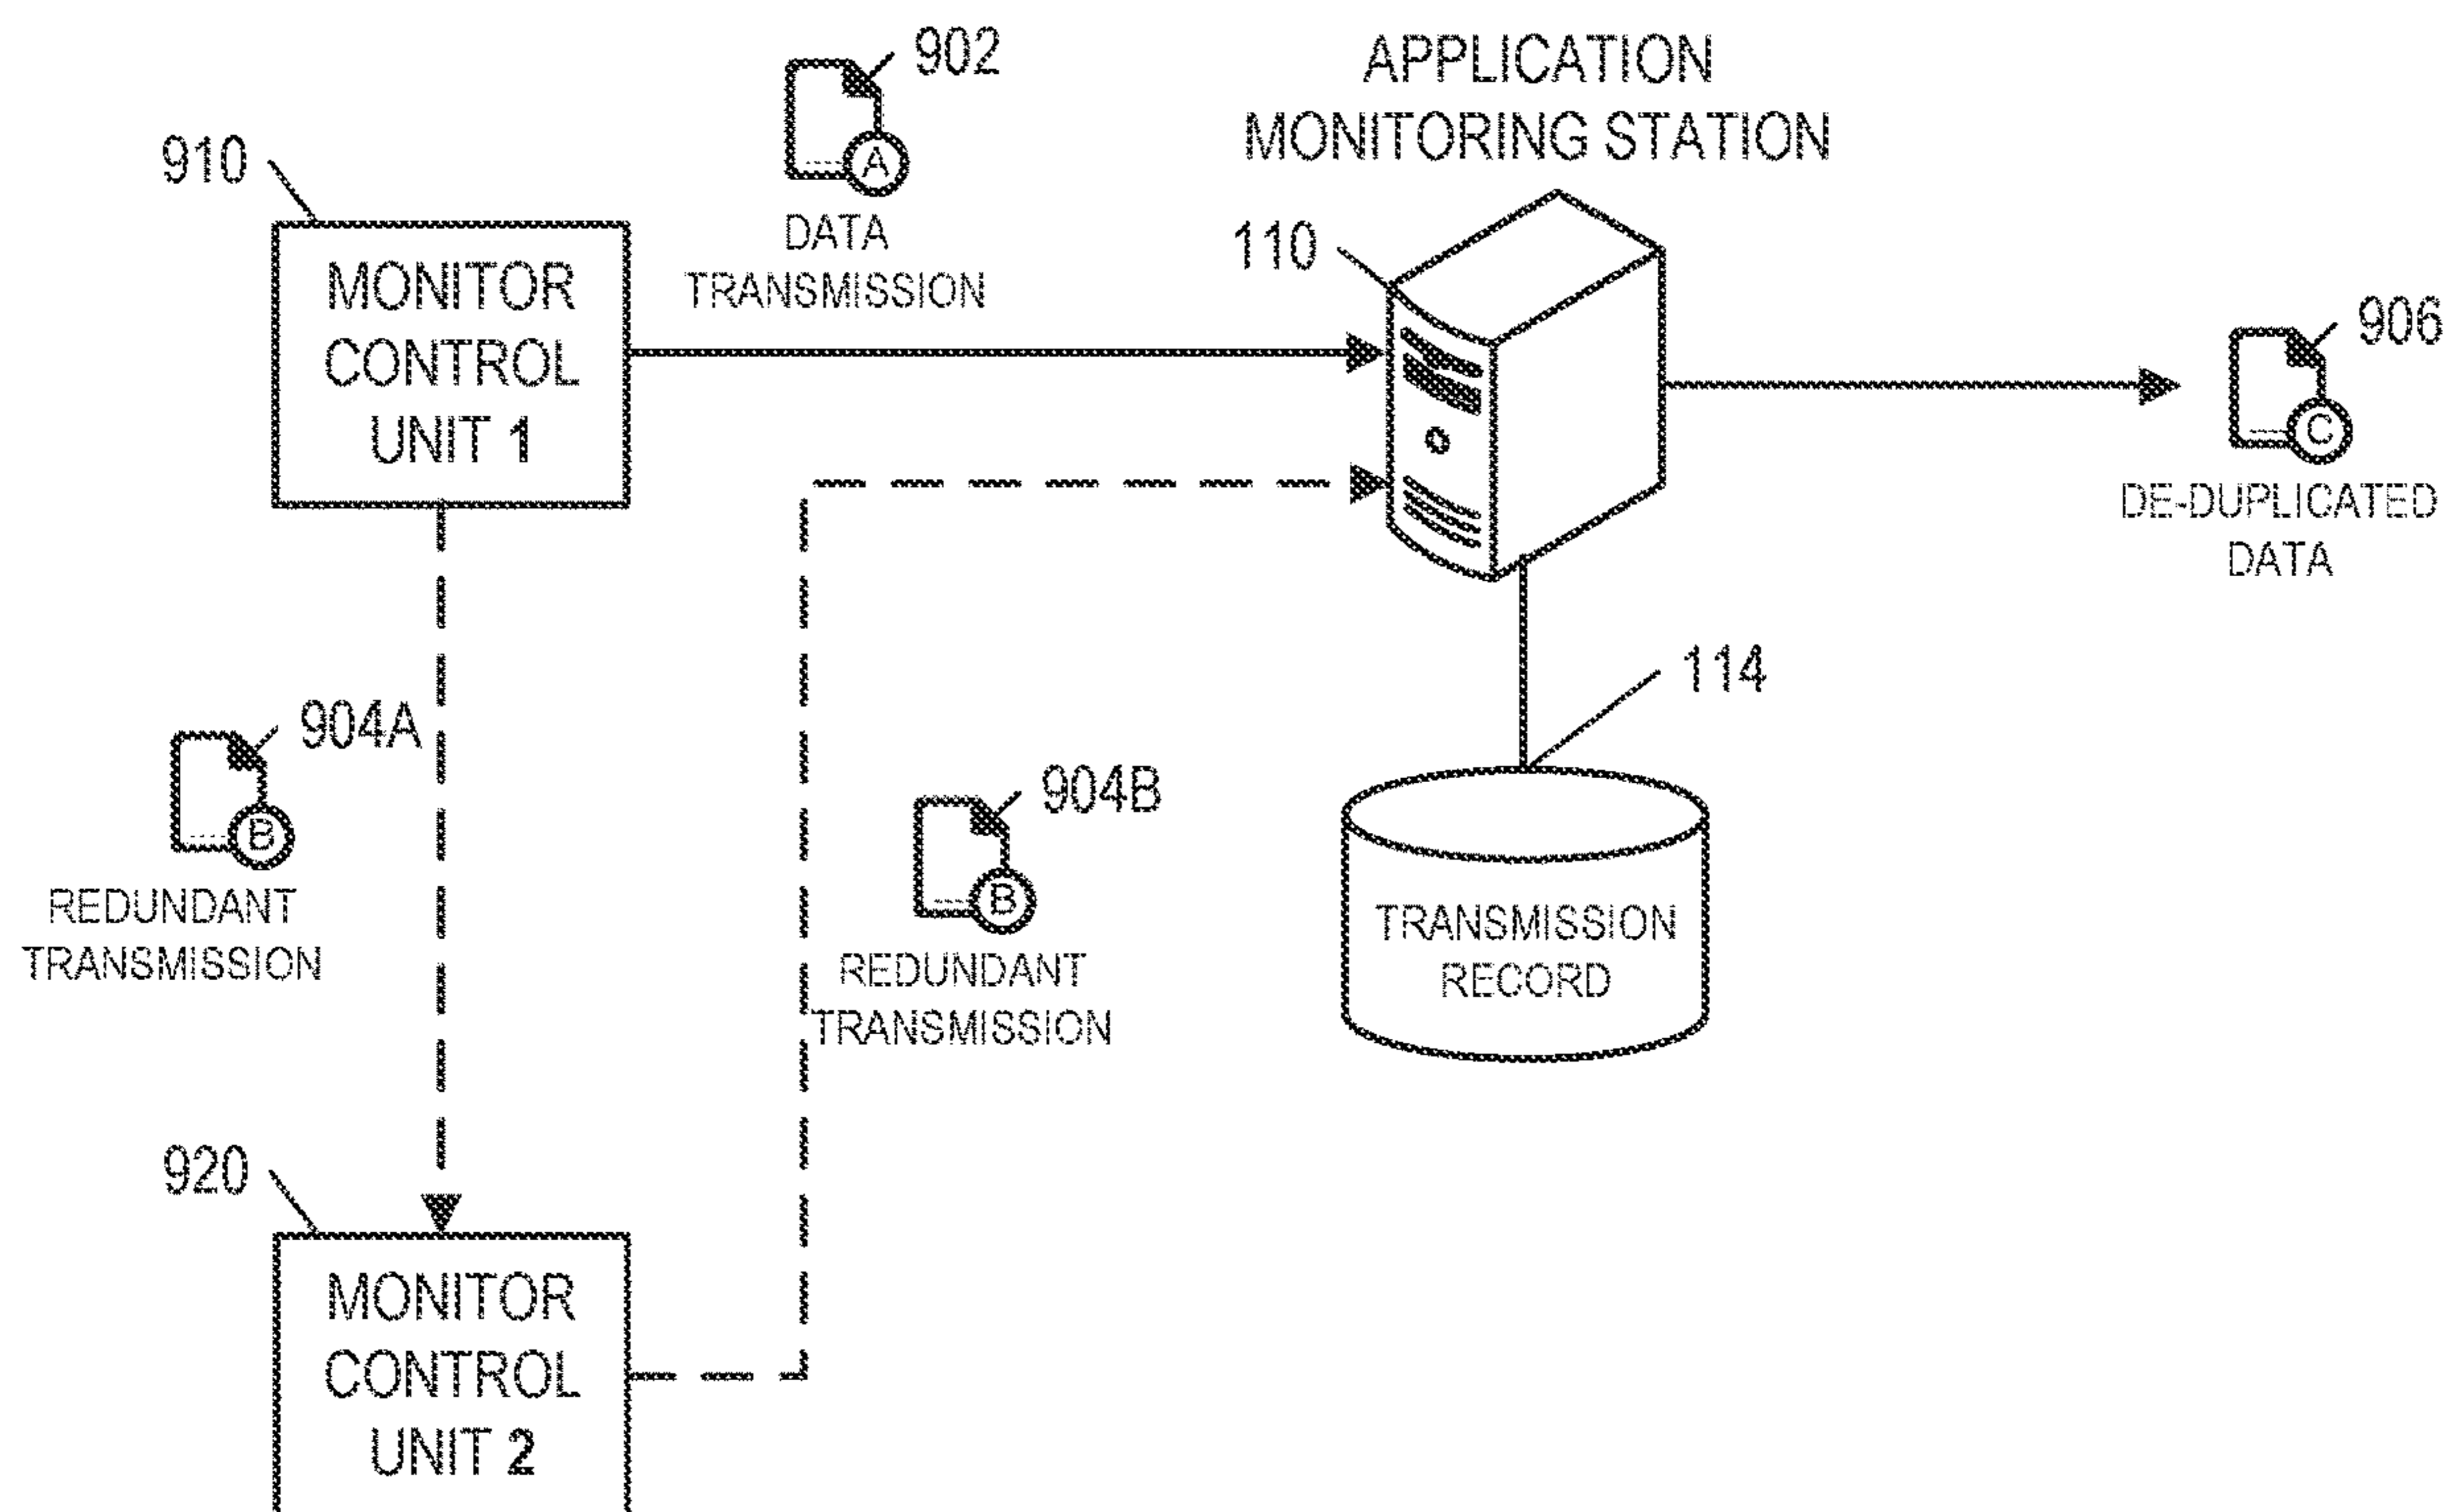 902
A
DATA
TRANSMISSION
APPLICATION
MONITORING STATION
910
MONITOR
CONTROL
UNIT 1
110
906
C
DE-DUPLICATED
DATA
904A
B
REDUNDANT
TRANSMISSION
904B
B
REDUNDANT
TRANSMISSION
114
TRANSMISSION
RECORD
920
MONITOR
CONTROL
UNIT 2